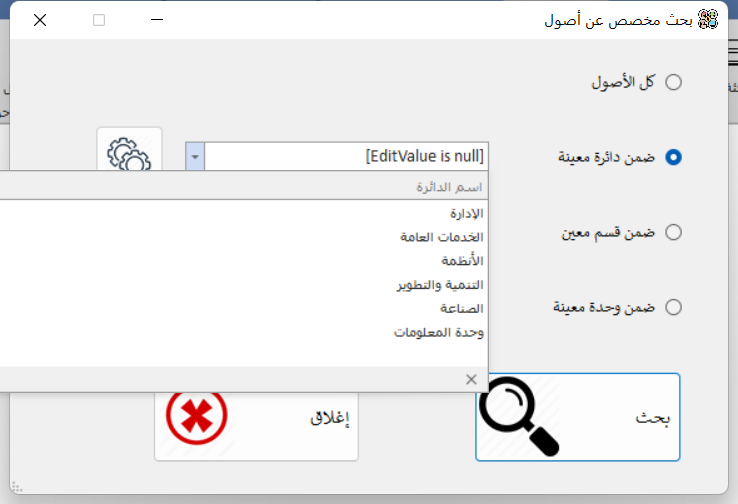 بحث مخصص عن أصول
كل الأصول
ضمن دائرة معينة
[EditValue is null]
اسم الدائرة
الإدارة
الخدمات العامة
الأنظمة
التنمية والتطوير
الصناعة
وحدة المعلومات
ضمن قسم معين
ضمن وحدة معينة
بحث
إغلاق